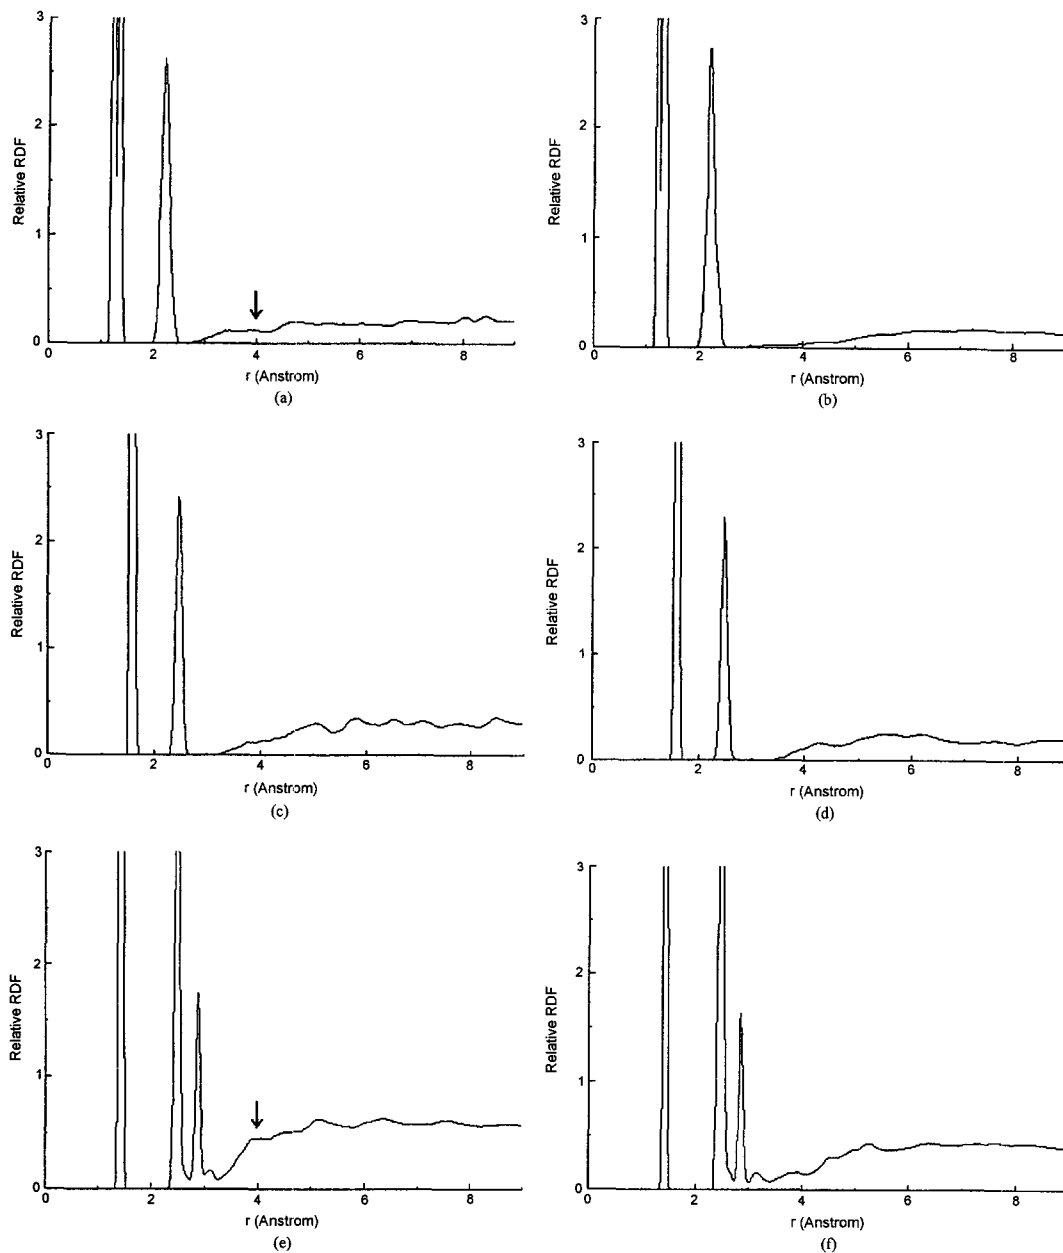 3
2
1
0
Relative RDF
0 2 4 6 8
r (Anstrom)
(a)
3
2
1
0
Relative RDF
0 2 4 6 8
r (Anstrom)
(b)
3
2
1
0
Relative RDF
0 2 4 6 8
r (Anstrom)
(c)
3
2
1
0
Relative RDF
0 2 4 6 8
r (Anstrom)
(d)
3
2
1
0
Relative RDF
0 2 4 6 8
r (Anstrom)
(e)
3
2
1
0
Relative RDF
0 2 4 6 8
r (Anstrom)
(f)